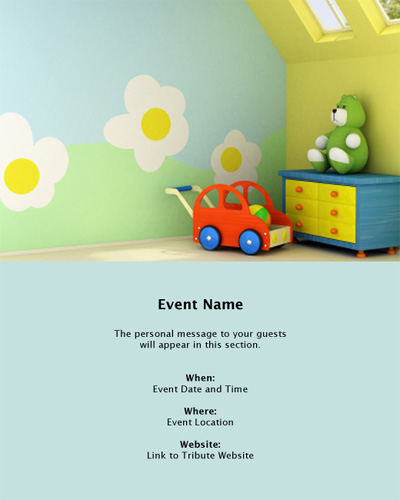 Event Name
The personal message to your guests
will appear in this section.
When:
Event Date and Time
Where:
Event Location
Website:
Link to Tribute Website